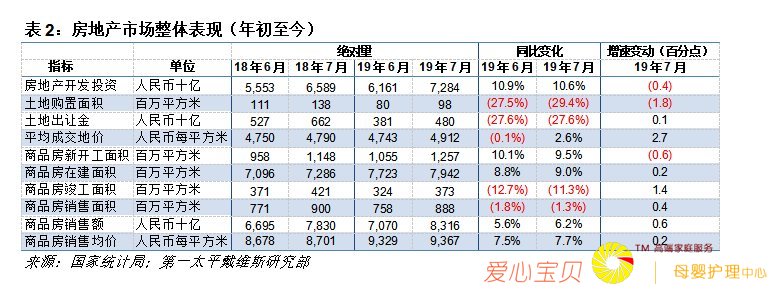 表 2：房地产市场整体表现（年初至今）
绝对量 同比变化 增速变动（百分点）
指标 单位 18年6月 18年7月 19年6月 19年7月 19年6月 19年7月 19年7月
房地产开发投资 人民币十亿 5,553 6,589 6,161 7,284 10.9% 10.6% (0.4)
土地购置面积 百万平方米 111 138 80 98 (27.5%) (29.4%) (1.8)
土地出让金 人民币十亿 527 662 381 480 (27.6%) (27.6%) 0.1
平均成交地价 人民币每平方米 4,750 4,790 4,743 4,912 (0.1%) 2.6% 2.7
商品房新开工面积 百万平方米 958 1,148 1,055 1,257 10.1% 9.5% (0.6)
商品房在建面积 百万平方米 7,096 7,286 7,723 7,942 8.8% 9.0% 0.2
商品房竣工面积 百万平方米 371 421 324 373 (12.7%) (11.3%) 1.4
商品房销售面积 百万平方米 771 900 758 888 (1.8%) (1.3%) 0.4
商品房销售额 人民币十亿 6,695 7,830 7,070 8,316 5.6% 6.2% 0.6
商品房销售均价 人民币每平方米 8,678 8,701 9,329 9,367 7.5% 7.7% 0.2
来源：国家统计局；第一太平戴维斯研究部
爱心宝贝 TM 高端家庭服务
母婴护理中心